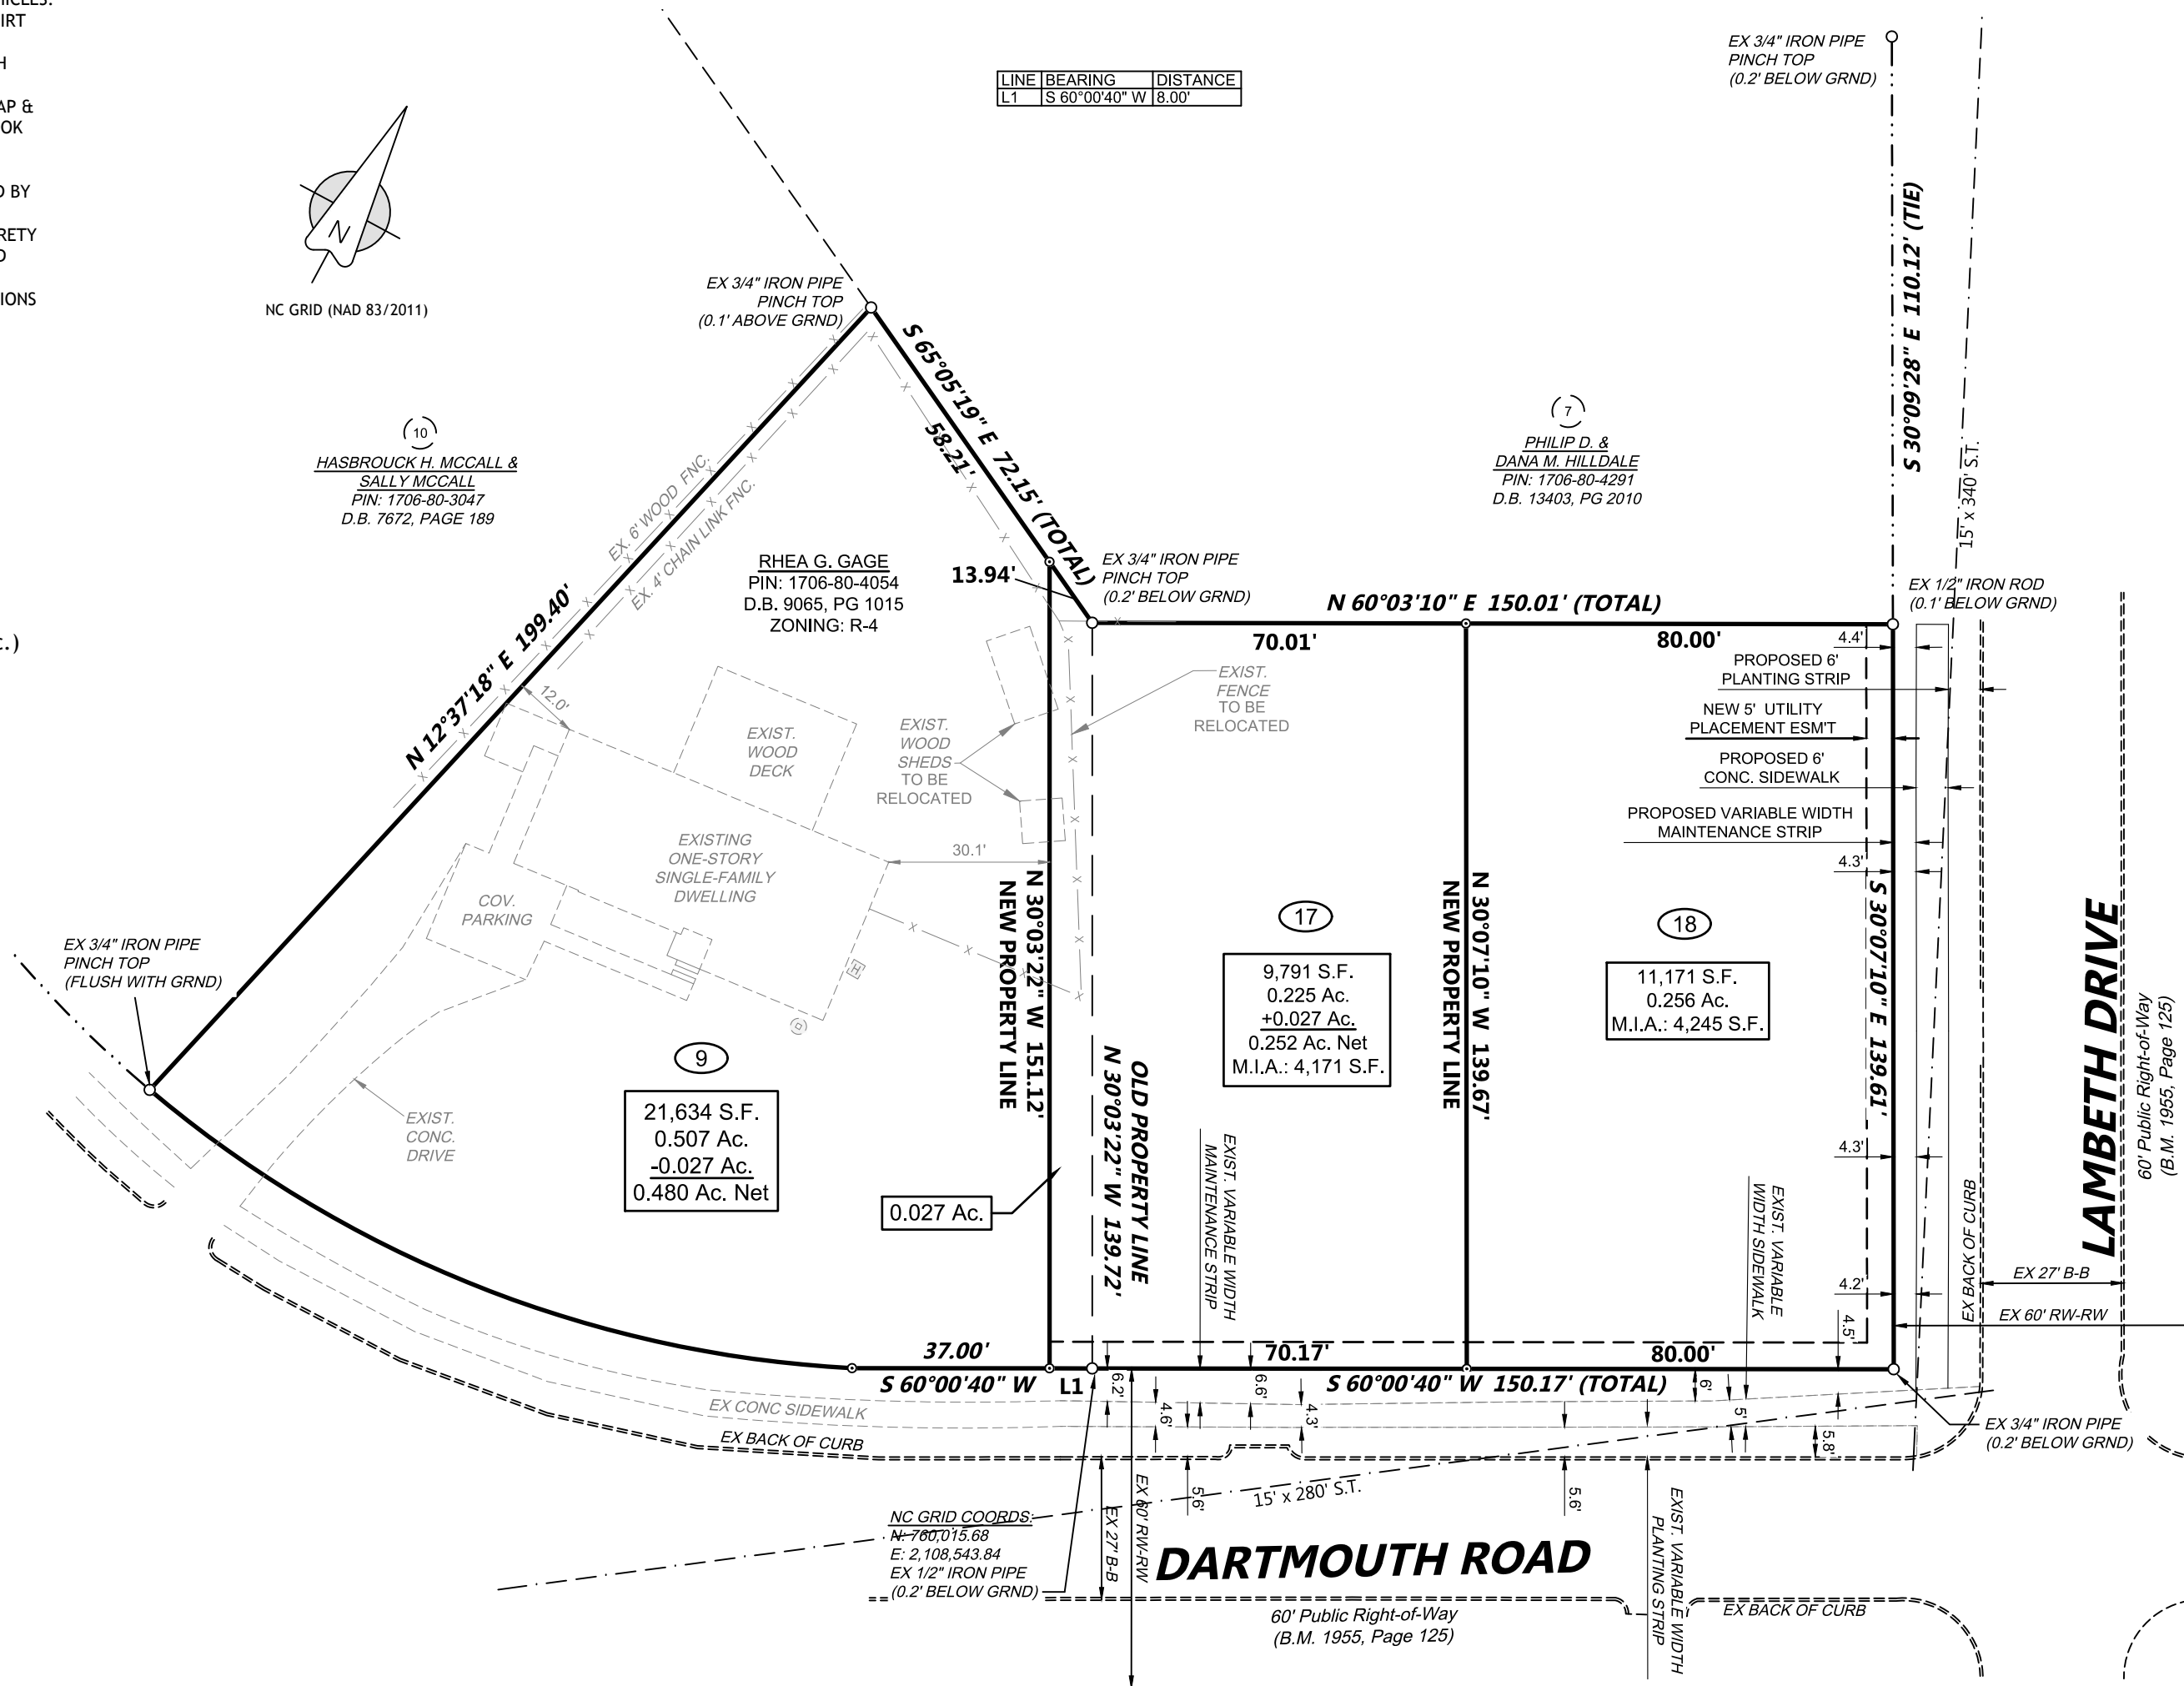 HICLES.
IRT
H
AP &
OK
D BY
RETY
D
IONS
c.)
N
NC GRID (NAD 83/2011)
LINE BEARING DISTANCE
L1 S 60°00'40" W 8.00'
EX 3/4" IRON PIPE
PINCH TOP
(0.2' BELOW GRND)
S 30°09'28" E 110.12' (TIE)
15' x 340' S.T.
EX 3/4" IRON PIPE
PINCH TOP
(0.1' ABOVE GRND)
S 65°05'19" E 72.15' (TOTAL)
58.21'
13.94'
10
HASBROUCK H. MCCALL &
SALLY MCCALL
PIN: 1706-80-3047
D.B. 7672, PAGE 189
7
PHILIP D. &
DANA M. HILLDALE
PIN: 1706-80-4291
D.B. 13403, PG 2010
EX. 6' WOOD FNC.
EX. 4' CHAIN LINK FNC.
N 12°37'18" E 199.40'
RHEA G. GAGE
PIN: 1706-80-4054
D.B. 9065, PG 1015
ZONING: R-4
EX 3/4" IRON PIPE
PINCH TOP
(0.2' BELOW GRND)
N 60°03'10" E 150.01' (TOTAL)
70.01'
80.00'
EX 1/2" IRON ROD
(0.1' BELOW GRND)
4.4'
PROPOSED 6'
PLANTING STRIP
NEW 5' UTILITY
PLACEMENT ESM'T
PROPOSED 6'
CONC. SIDEWALK
PROPOSED VARIABLE WIDTH
MAINTENANCE STRIP
4.3'
4.3'
4.2'
4.5'
12.0'
EXIST.
WOOD
DECK
EXIST.
WOOD
SHEDS
TO BE
RELOCATED
EXIST.
FENCE
TO BE
RELOCATED
EXISTING
ONE-STORY
SINGLE-FAMILY
DWELLING
30.1'
COV.
PARKING
H
EX 3/4" IRON PIPE
PINCH TOP
(FLUSH WITH GRND)
EXIST.
CONC.
DRIVE
9
21,634 S.F.
0.507 Ac.
-0.027 Ac.
0.480 Ac. Net
0.027 Ac.
N 30°03'22" W 151.12'
NEW PROPERTY LINE
OLD PROPERTY LINE
N 30°03'22" W 139.72'
17
9,791 S.F.
0.225 Ac.
+0.027 Ac.
0.252 Ac. Net
M.I.A.: 4,171 S.F.
N 30°07'10" W 139.67'
NEW PROPERTY LINE
18
11,171 S.F.
0.256 Ac.
M.I.A.: 4,245 S.F.
S 30°07'10" E 139.61'
EXIST. VARIABLE WIDTH
MAINTENANCE STRIP
EXIST. VARIABLE
WIDTH SIDEWALK
EX BACK OF CURB
LAMBETH DRIVE
60' Public Right-of-Way
(B.M. 1955, Page 125)
EX 27' B-B
EX 60' RW-RW
37.00'
S 60°00'40" W
L1
70.17'
80.00'
S 60°00'40" W 150.17' (TOTAL)
6.2'
4.6'
6.6'
4.3'
6'
5'
5.8'
5.6'
5.6'
EX CONC SIDEWALK
EX BACK OF CURB
EX 3/4" IRON PIPE
(0.2' BELOW GRND)
NC GRID COORDS:
N: 760,015.68
E: 2,108,543.84
EX 1/2" IRON PIPE
(0.2' BELOW GRND)
EX 27' B-B
EX 60' RW-RW
15' x 280' S.T.
DARTMOUTH ROAD
60' Public Right-of-Way
(B.M. 1955, Page 125)
EXIST. VARIABLE WIDTH
PLANTING STRIP
EX BACK OF CURB